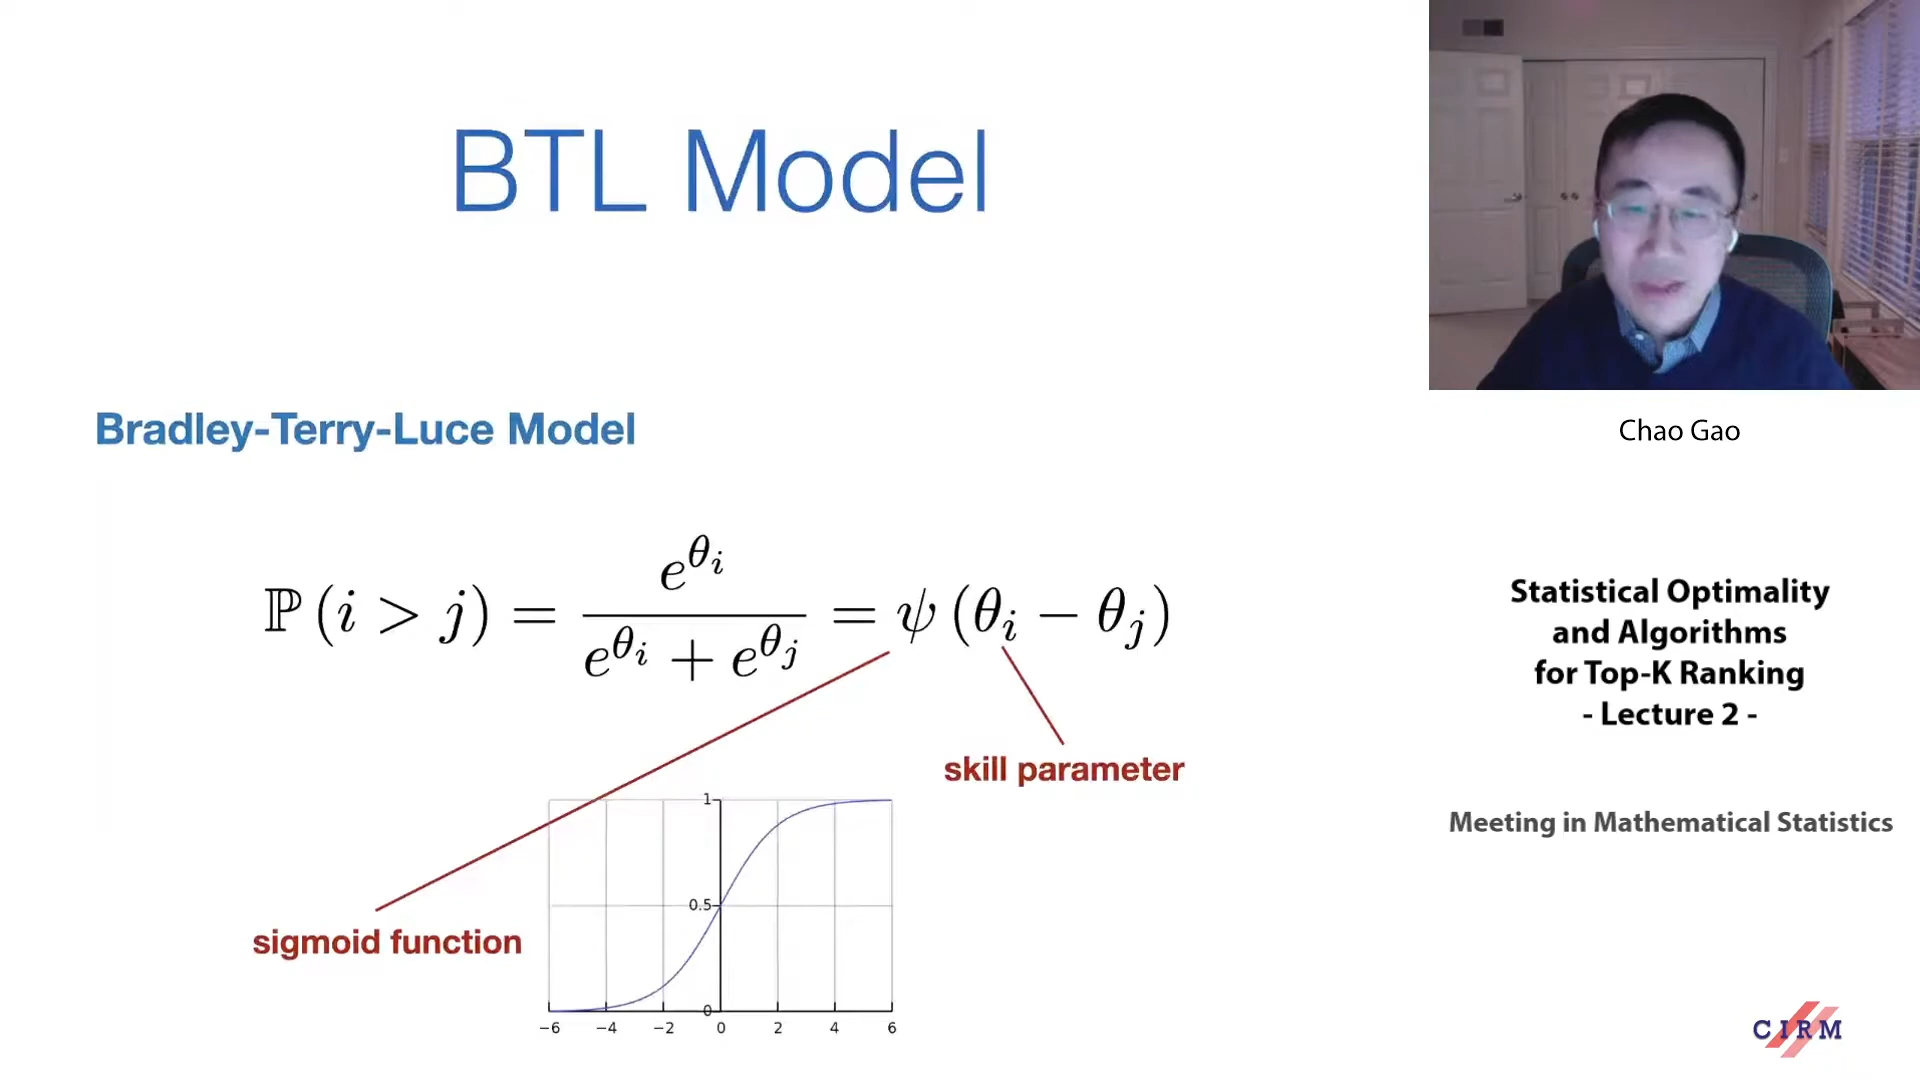 BTL Model
Bradley-Terry-Luce Model
ℙ(i > j) = e^{θ_i} / (e^{θ_i} + e^{θ_j}) = ψ(θ_i − θ_j)
skill parameter
sigmoid function
1
0.5
0
−6 −4 −2 0 2 4 6
Chao Gao
Statistical Optimality
and Algorithms
for Top-K Ranking
- Lecture 2 -
Meeting in Mathematical Statistics
CIRM